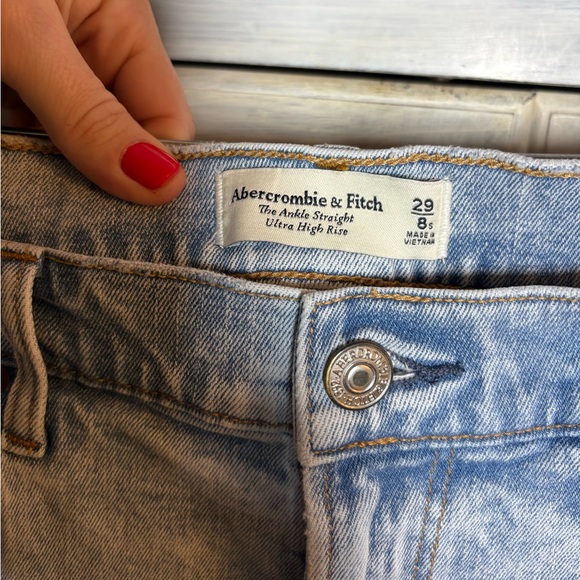 Abercrombie & Fitch
The Ankle Straight
Ultra High Rise
29
8s
MADE IN
VIETNAM